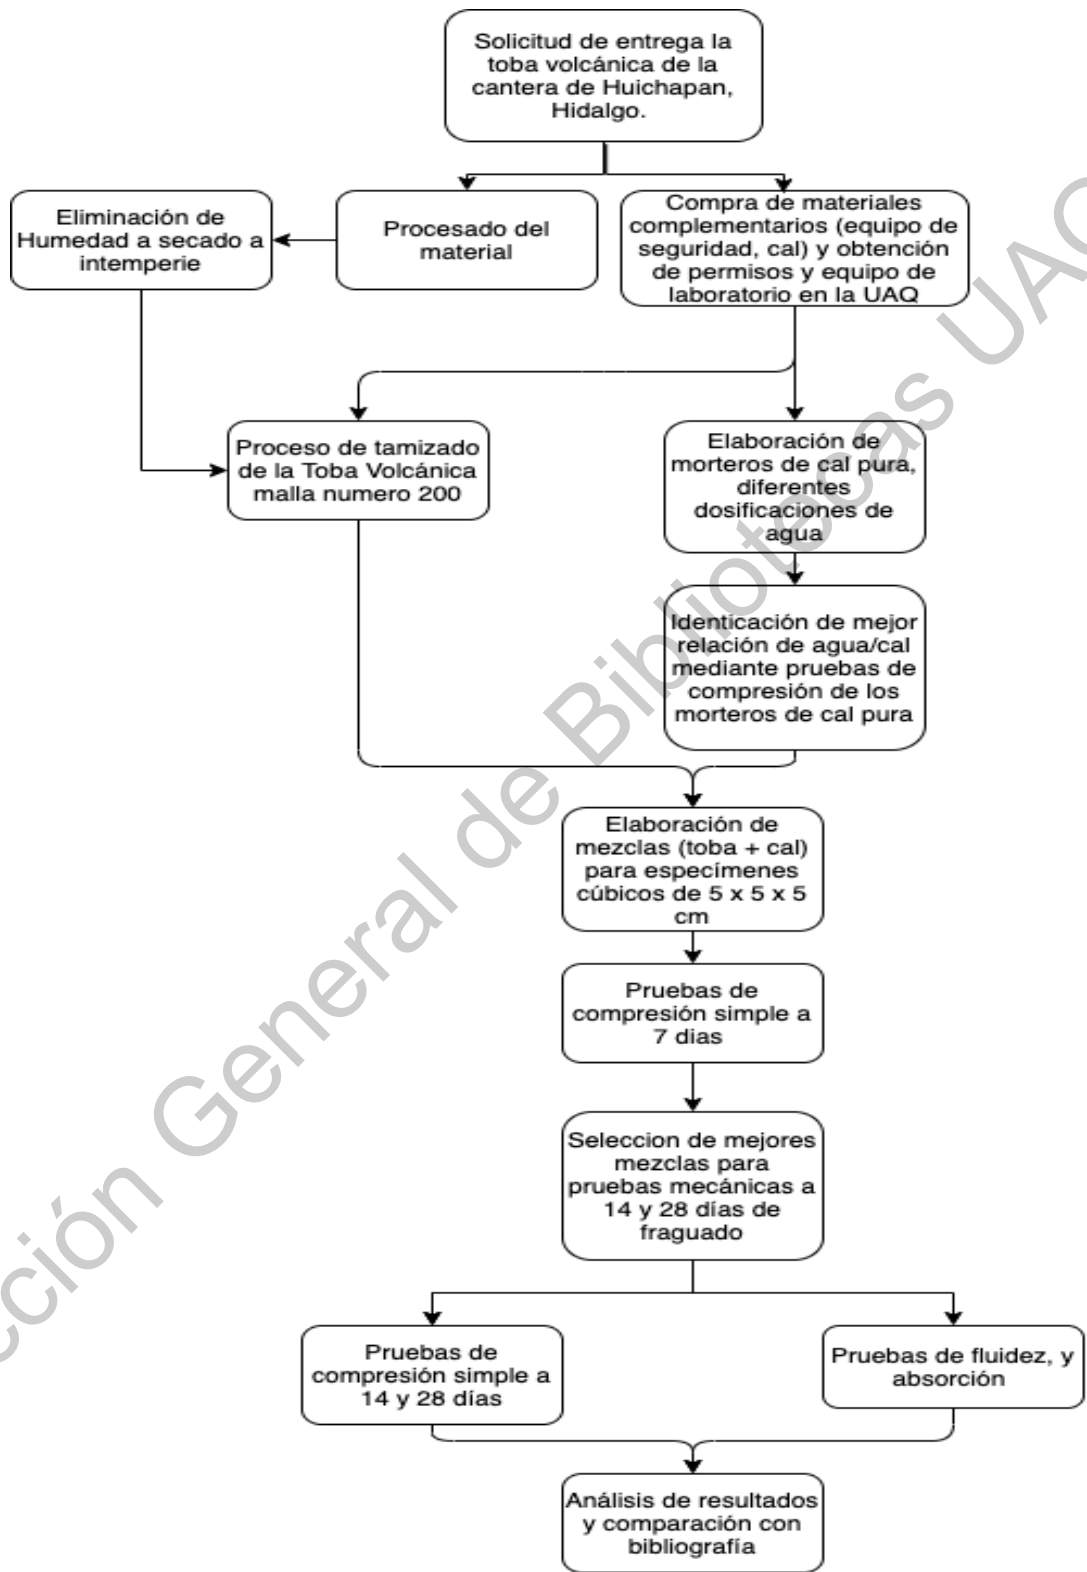 Solicitud de entrega la
toba volcánica de la
cantera de Huichapan,
Hidalgo.
Eliminación de
Humedad a secado a
intemperie
Procesado del
material
Compra de materiales
complementarios (equipo de
seguridad, cal) y obtención
de permisos y equipo de
laboratorio en la UAQ
Proceso de tamizado
de la Toba Volcánica
malla numero 200
Elaboración de
morteros de cal pura,
diferentes
dosificaciones de
agua
Identicación de mejor
relación de agua/cal
mediante pruebas de
compresión de los
morteros de cal pura
Elaboración de
mezclas (toba + cal)
para especímenes
cúbicos de 5 x 5 x 5
cm
Pruebas de
compresión simple a
7 dias
Seleccion de mejores
mezclas para
pruebas mecánicas a
14 y 28 días de
fraguado
Pruebas de
compresión simple a
14 y 28 días
Pruebas de fluidez, y
absorción
Análisis de resultados
y comparación con
bibliografía
cción General de Bibliotecas UAQ